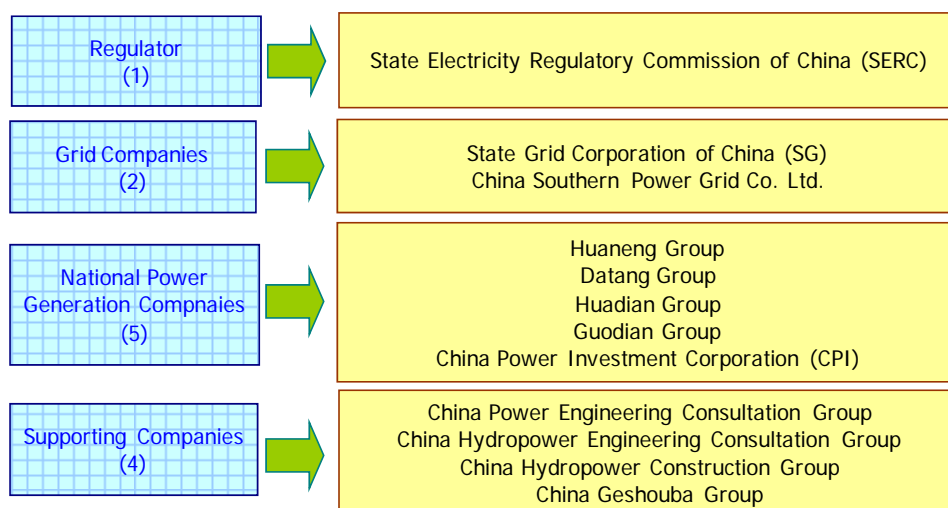 Regulator
(1)
State Electricity Regulatory Commission of China (SERC)
Grid Companies
(2)
State Grid Corporation of China (SG)
China Southern Power Grid Co. Ltd.
National Power
Generation Compnaies
(5)
Huaneng Group
Datang Group
Huadian Group
Guodian Group
China Power Investment Corporation (CPI)
Supporting Companies
(4)
China Power Engineering Consultation Group
China Hydropower Engineering Consultation Group
China Hydropower Construction Group
China Geshouba Group